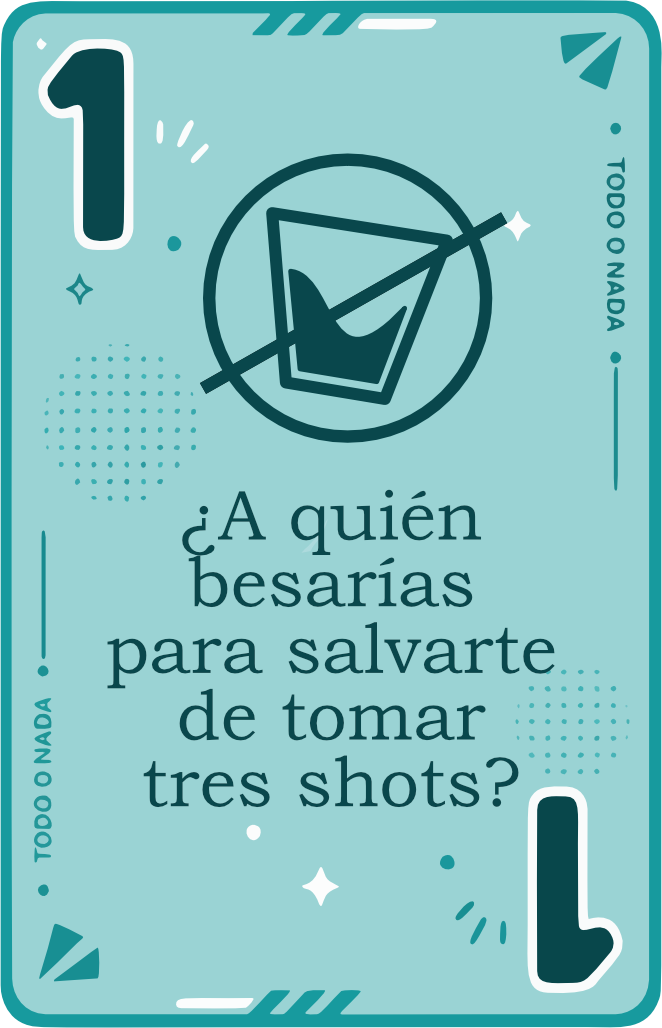 1
TODO O NADA
¿A quién
besarías
para salvarte
de tomar
tres shots?
TODO O NADA
1